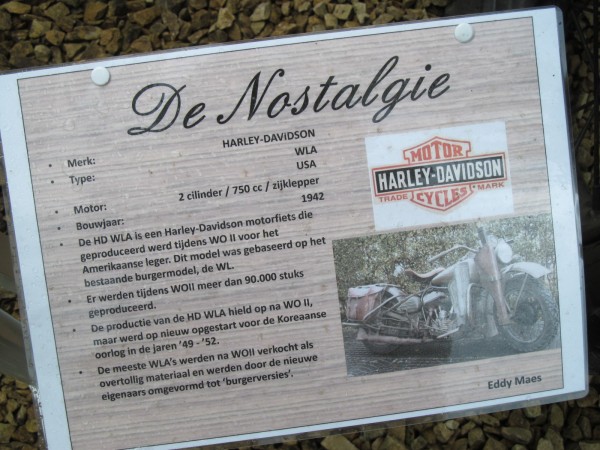 De Nostalgie
• Merk: HARLEY-DAVIDSON
• Type: WLA
USA
• Motor: 2 cilinder / 750 cc / zijklepper
• Bouwjaar: 1942
• De HD WLA is een Harley-Davidson motorfiets die
geproduceerd werd tijdens WO II voor het
Amerikaanse leger. Dit model was gebaseerd op het
bestaande burgermodel, de WL.
• Er werden tijdens WOII meer dan 90.000 stuks
geproduceerd.
• De productie van de HD WLA hield op na WO II,
maar werd op nieuw opgestart voor de Koreaanse
oorlog in de jaren '49 - '52.
• De meeste WLA's werden na WOII verkocht als
overtollig materiaal en werden door de nieuwe
eigenaars omgevormd tot 'burgerversies'.
MOTOR
HARLEY-DAVIDSON
TRADE MARK
CYCLES
Eddy Maes